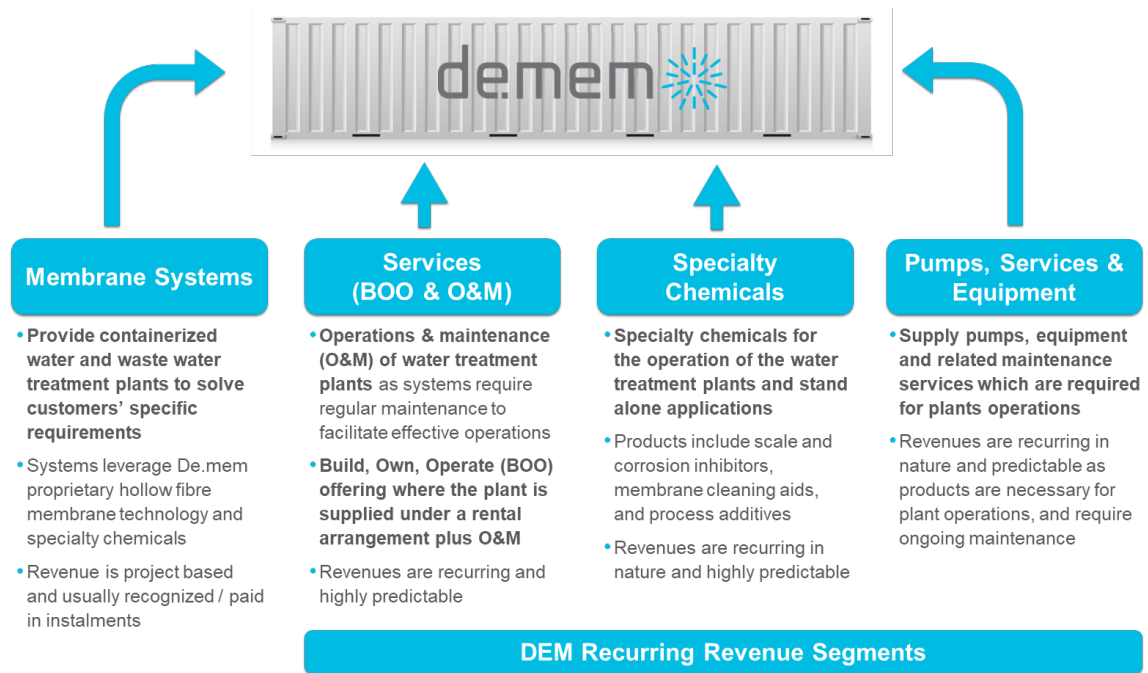 de.mem
Membrane Systems
• Provide containerized
water and waste water
treatment plants to solve
customers’ specific
requirements
• Systems leverage De.mem
proprietary hollow fibre
membrane technology and
specialty chemicals
• Revenue is project based
and usually recognized / paid
in instalments
Services
(BOO & O&M)
• Operations & maintenance
(O&M) of water treatment
plants as systems require
regular maintenance to
facilitate effective operations
• Build, Own, Operate (BOO)
offering where the plant is
supplied under a rental
arrangement plus O&M
• Revenues are recurring and
highly predictable
Specialty
Chemicals
• Specialty chemicals for
the operation of the water
treatment plants and stand
alone applications
• Products include scale and
corrosion inhibitors,
membrane cleaning aids,
and process additives
• Revenues are recurring in
nature and highly predictable
Pumps, Services &
Equipment
• Supply pumps, equipment
and related maintenance
services which are required
for plants operations
• Revenues are recurring in
nature and predictable as
products are necessary for
plant operations, and require
ongoing maintenance
DEM Recurring Revenue Segments